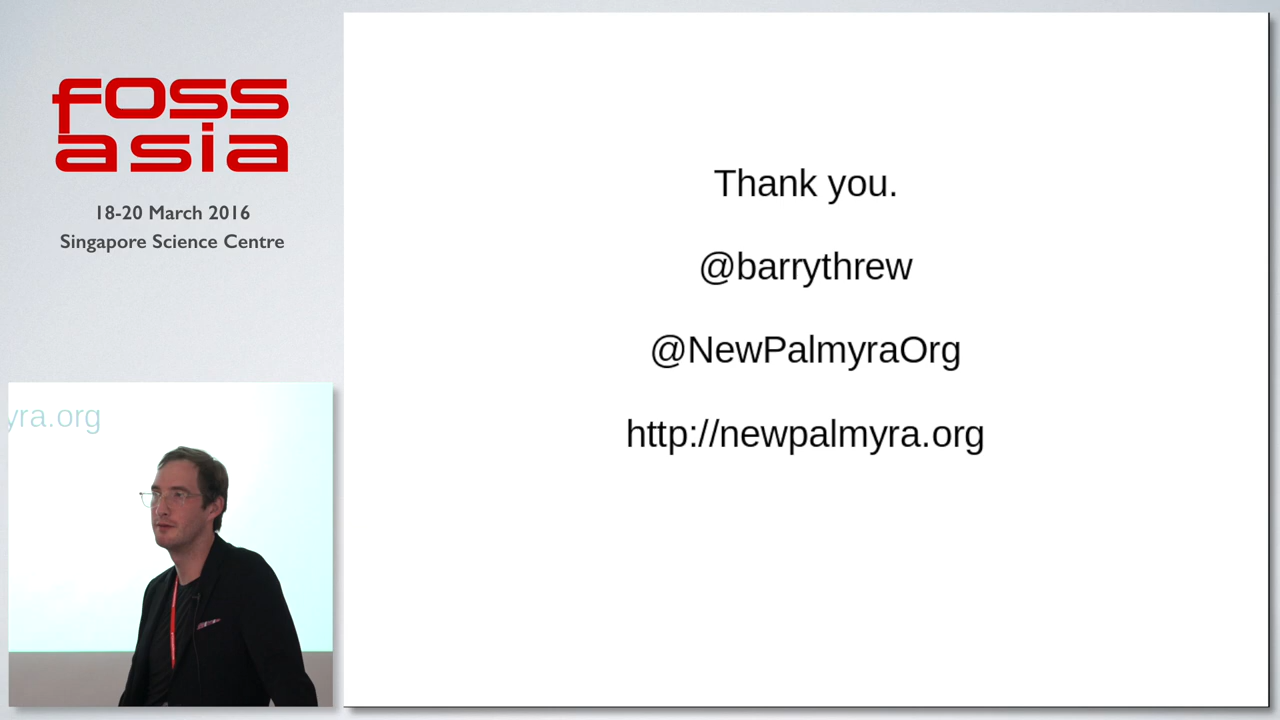 foss
asia
18-20 March 2016
Singapore Science Centre
Thank you.
@barrythrew
@NewPalmyraOrg
http://newpalmyra.org
yra.org